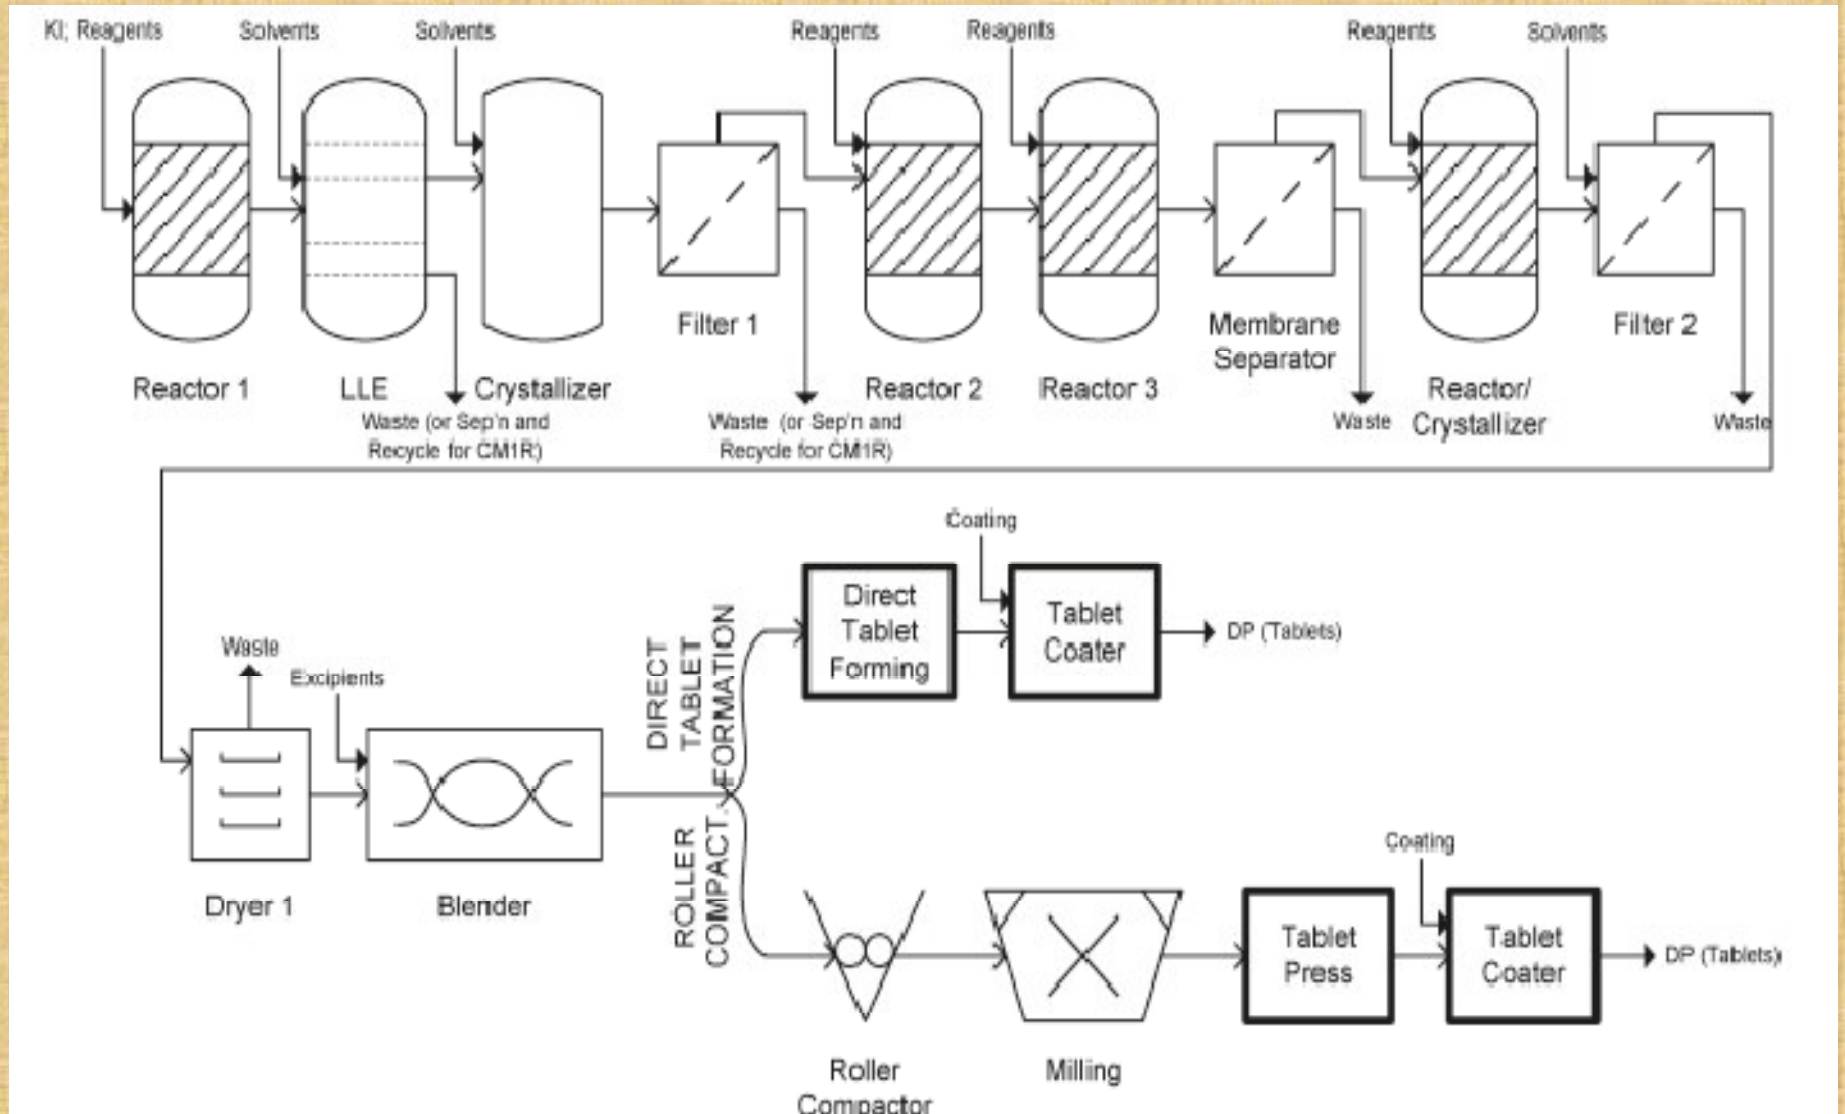 KI; Reagents
Solvents
Solvents
Reagents
Reagents
Reagents
Solvents
Reactor 1
LLE
Crystallizer
Filter 1
Reactor 2
Reactor 3
Membrane
Separator
Reactor/
Crystallizer
Filter 2
Waste (or Sep'n and
Recycle for CM1R)
Waste (or Sep'n and
Recycle for CM1R)
Waste
Waste
Coating
Direct
Tablet
Forming
Tablet
Coater
DP (Tablets)
DIRECT
TABLET
FORMATION
Waste
Excipients
ROLLER
COMPACT.
Dryer 1
Blender
Coating
Tablet
Press
Tablet
Coater
DP (Tablets)
Roller
Compactor
Milling